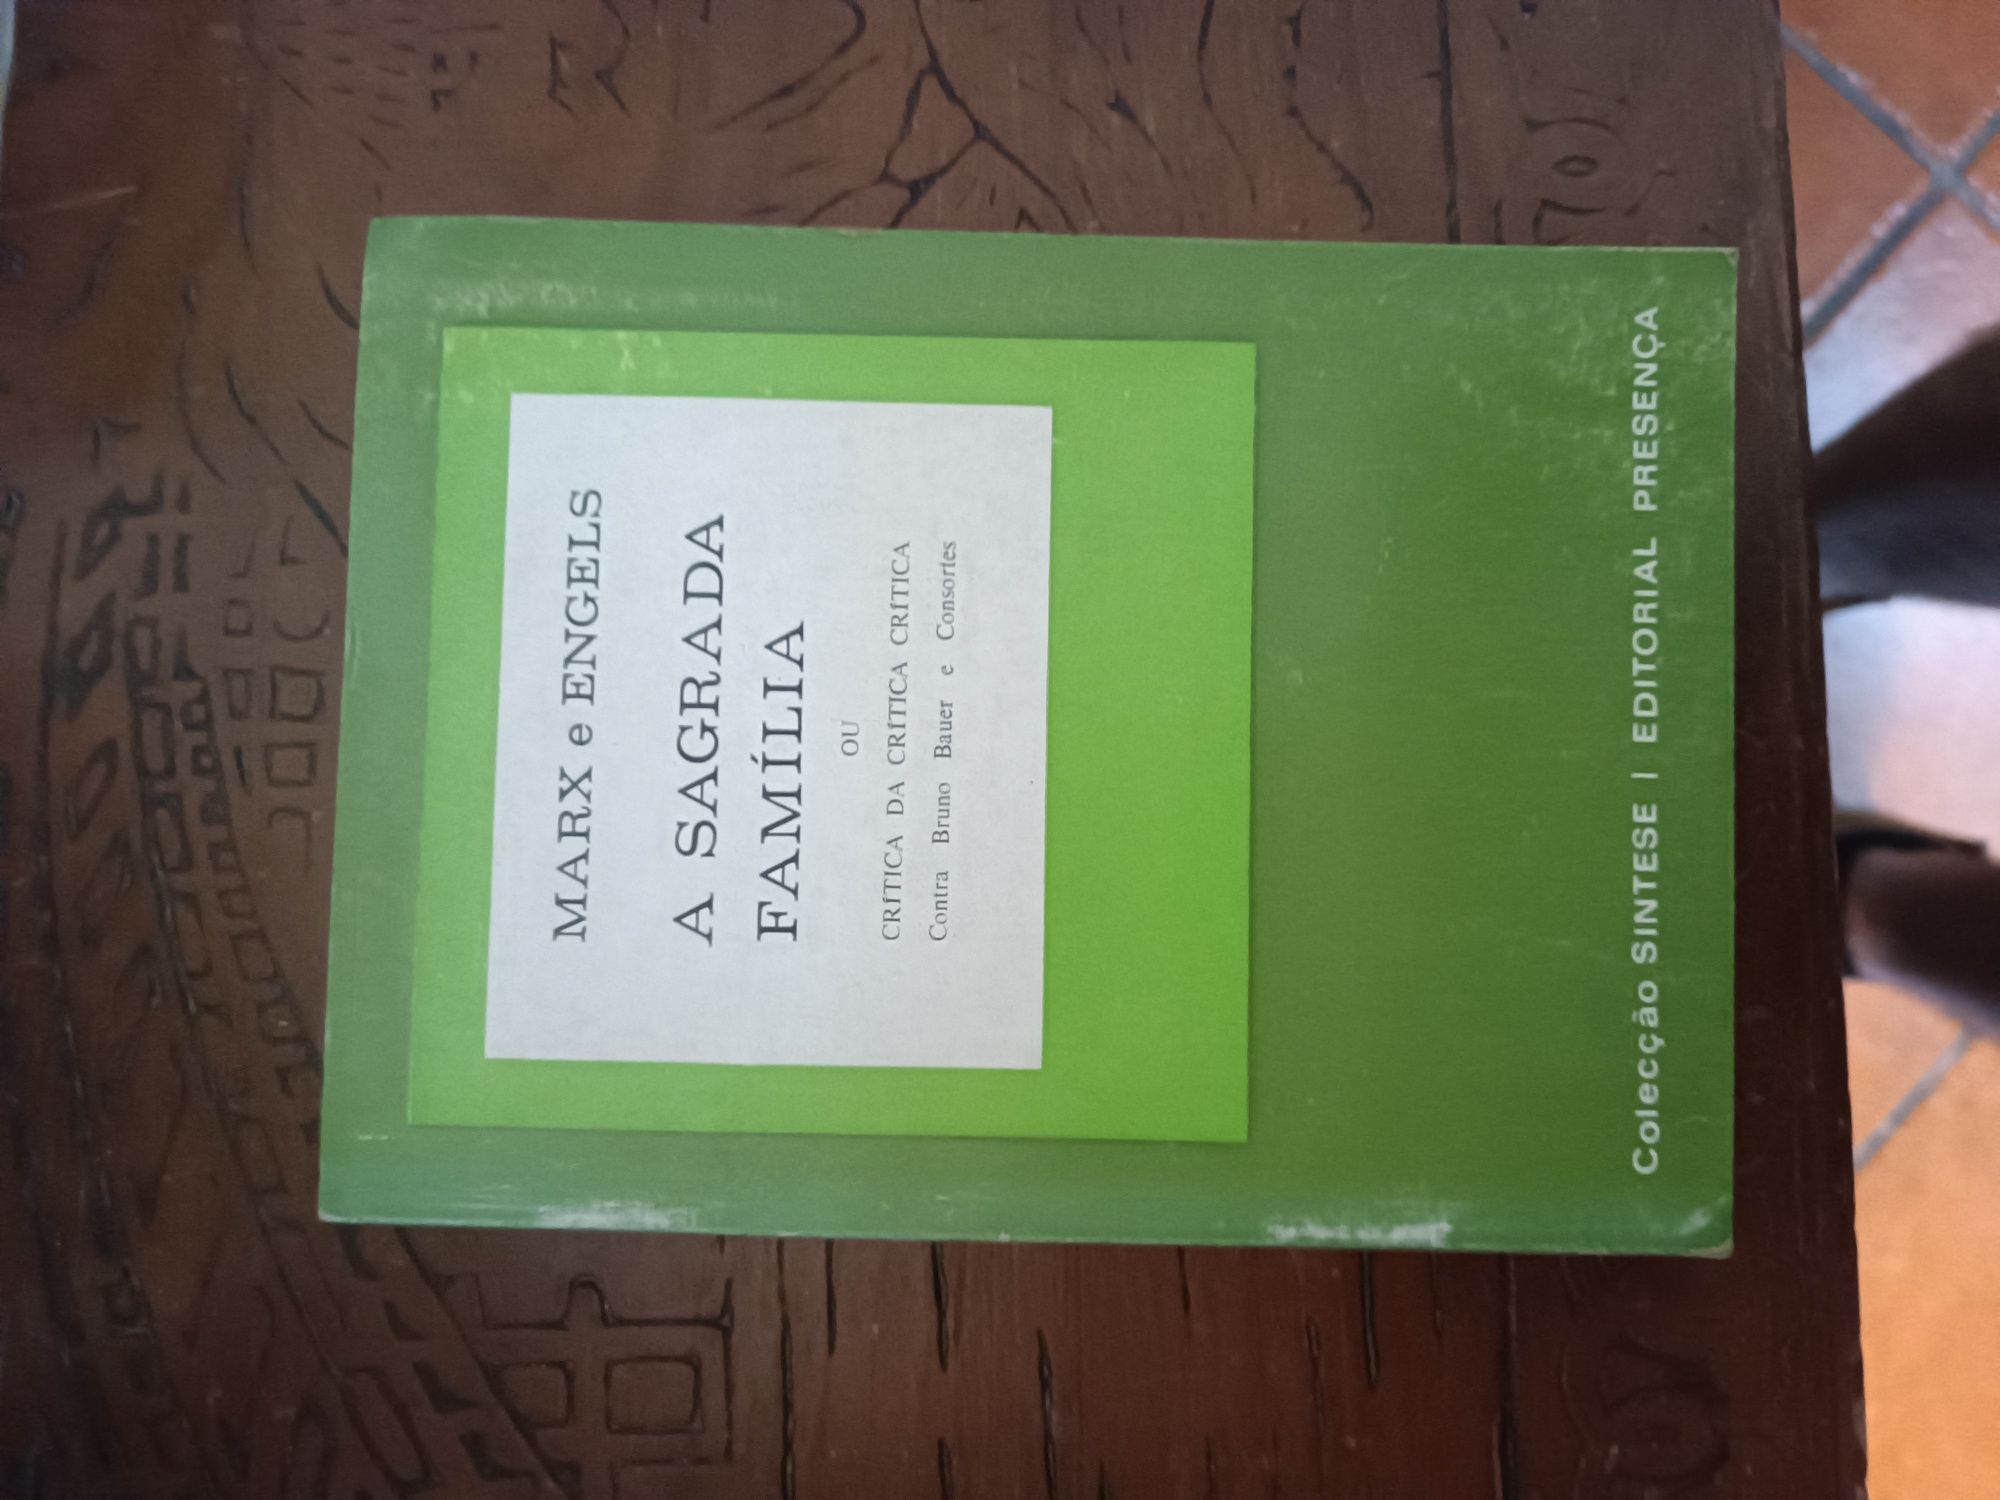 MARX e ENGELS
A SAGRADA
FAMÍLIA
OU
CRÍTICA DA CRÍTICA CRÍTICA
Contra Bruno Bauer e Consortes
Colecção SINTESE | EDITORIAL PRESENÇA